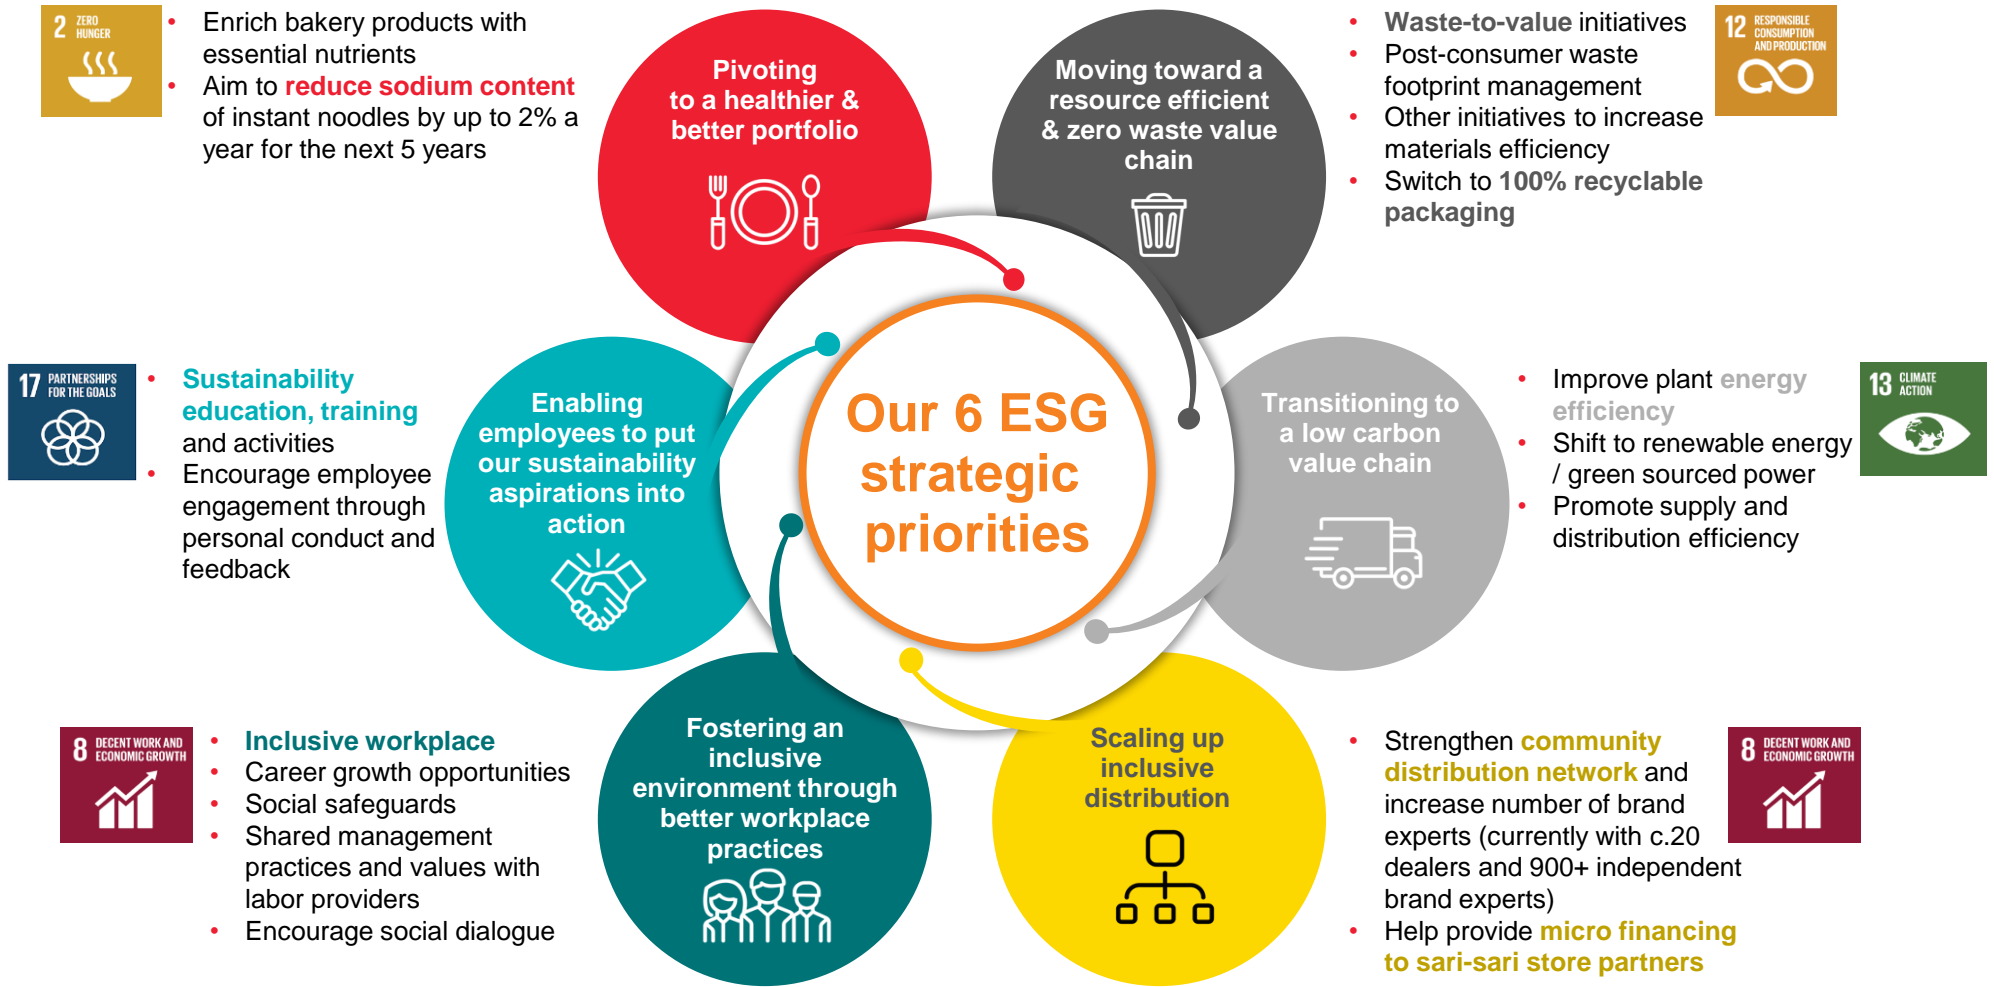 2 ZERO
HUNGER
• Enrich bakery products with
essential nutrients
• Aim to reduce sodium content
of instant noodles by up to 2% a
year for the next 5 years
Pivoting
to a healthier &
better portfolio
Moving toward a
resource efficient
& zero waste value
chain
• Waste-to-value initiatives
• Post-consumer waste
footprint management
• Other initiatives to increase
materials efficiency
• Switch to 100% recyclable
packaging
12 RESPONSIBLE
CONSUMPTION
AND PRODUCTION
17 PARTNERSHIPS
FOR THE GOALS
• Sustainability
education, training
and activities
• Encourage employee
engagement through
personal conduct and
feedback
Enabling
employees to put
our sustainability
aspirations into
action
Our 6 ESG
strategic
priorities
Transitioning to
a low carbon
value chain
• Improve plant energy
efficiency
• Shift to renewable energy
/ green sourced power
• Promote supply and
distribution efficiency
13 CLIMATE
ACTION
8 DECENT WORK AND
ECONOMIC GROWTH
• Inclusive workplace
• Career growth opportunities
• Social safeguards
• Shared management
practices and values with
labor providers
• Encourage social dialogue
Fostering an
inclusive
environment through
better workplace
practices
Scaling up
inclusive
distribution
• Strengthen community
distribution network and
increase number of brand
experts (currently with c.20
dealers and 900+ independent
brand experts)
• Help provide micro financing
to sari-sari store partners
8 DECENT WORK AND
ECONOMIC GROWTH